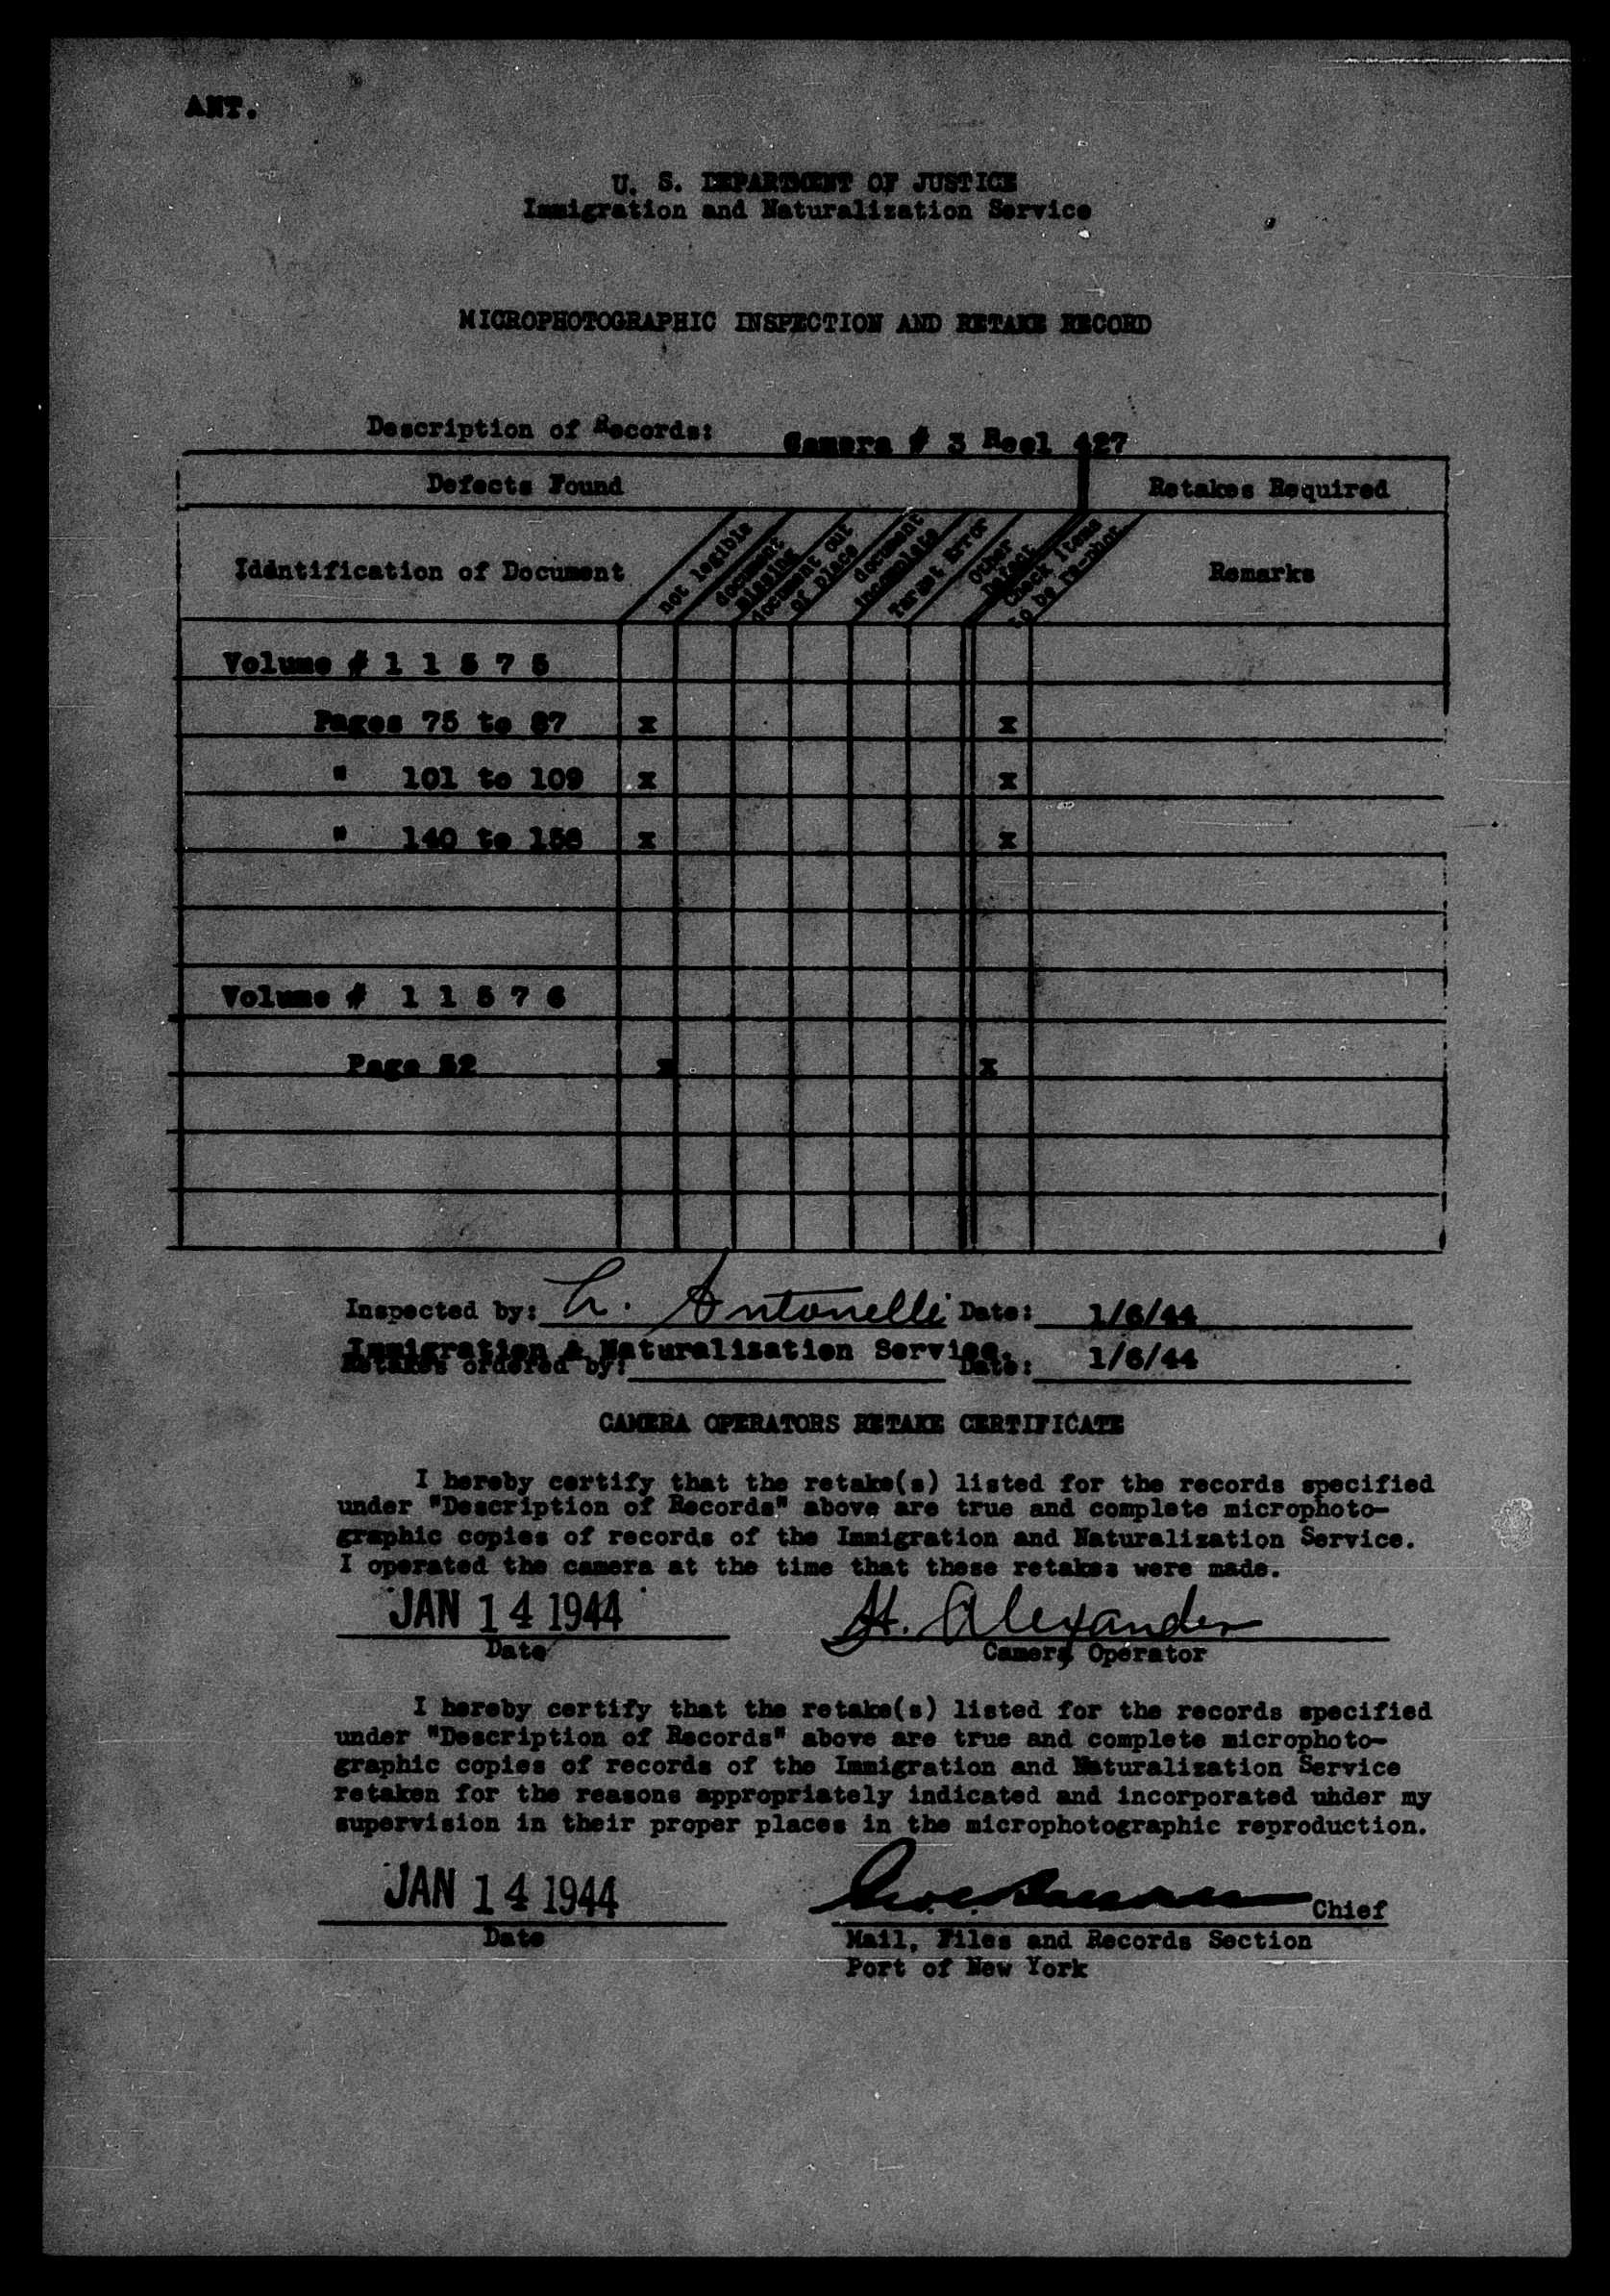 ANT.
U. S. DEPARTMENT OF JUSTICE
Immigration and Naturalization Service
MICROPHOTOGRAPHIC INSPECTION AND RETAKE RECORD
Description of Records: Camera # 3 Reel 427
Defects Found Retakes Required
Identification of Document
not legible
document
missing
document out
of place
document
incomplete
Target Error
Other
Defect
Check Items
to be re-phot
Remarks
Volume # 1 1 5 7 5
Pages 75 to 87 x x
" 101 to 109 x x
" 140 to 156 x x
Volume # 1 1 5 7 6
Page 52 x x
Inspected by: L. Antonelli Date: 1/6/44
Immigration & Naturalization Service.
Retakes ordered by: Date: 1/6/44
CAMERA OPERATORS RETAKE CERTIFICATE
I hereby certify that the retake(s) listed for the records specified
under "Description of Records" above are true and complete microphoto-
graphic copies of records of the Immigration and Naturalization Service.
I operated the camera at the time that these retakes were made.
JAN 14 1944 H. Alexander
Date Camera Operator
I hereby certify that the retake(s) listed for the records specified
under "Description of Records" above are true and complete microphoto-
graphic copies of records of the Immigration and Naturalization Service
retaken for the reasons appropriately indicated and incorporated uhder my
supervision in their proper places in the microphotographic reproduction.
JAN 14 1944 Chief
Date Mail, Files and Records Section
Port of New York